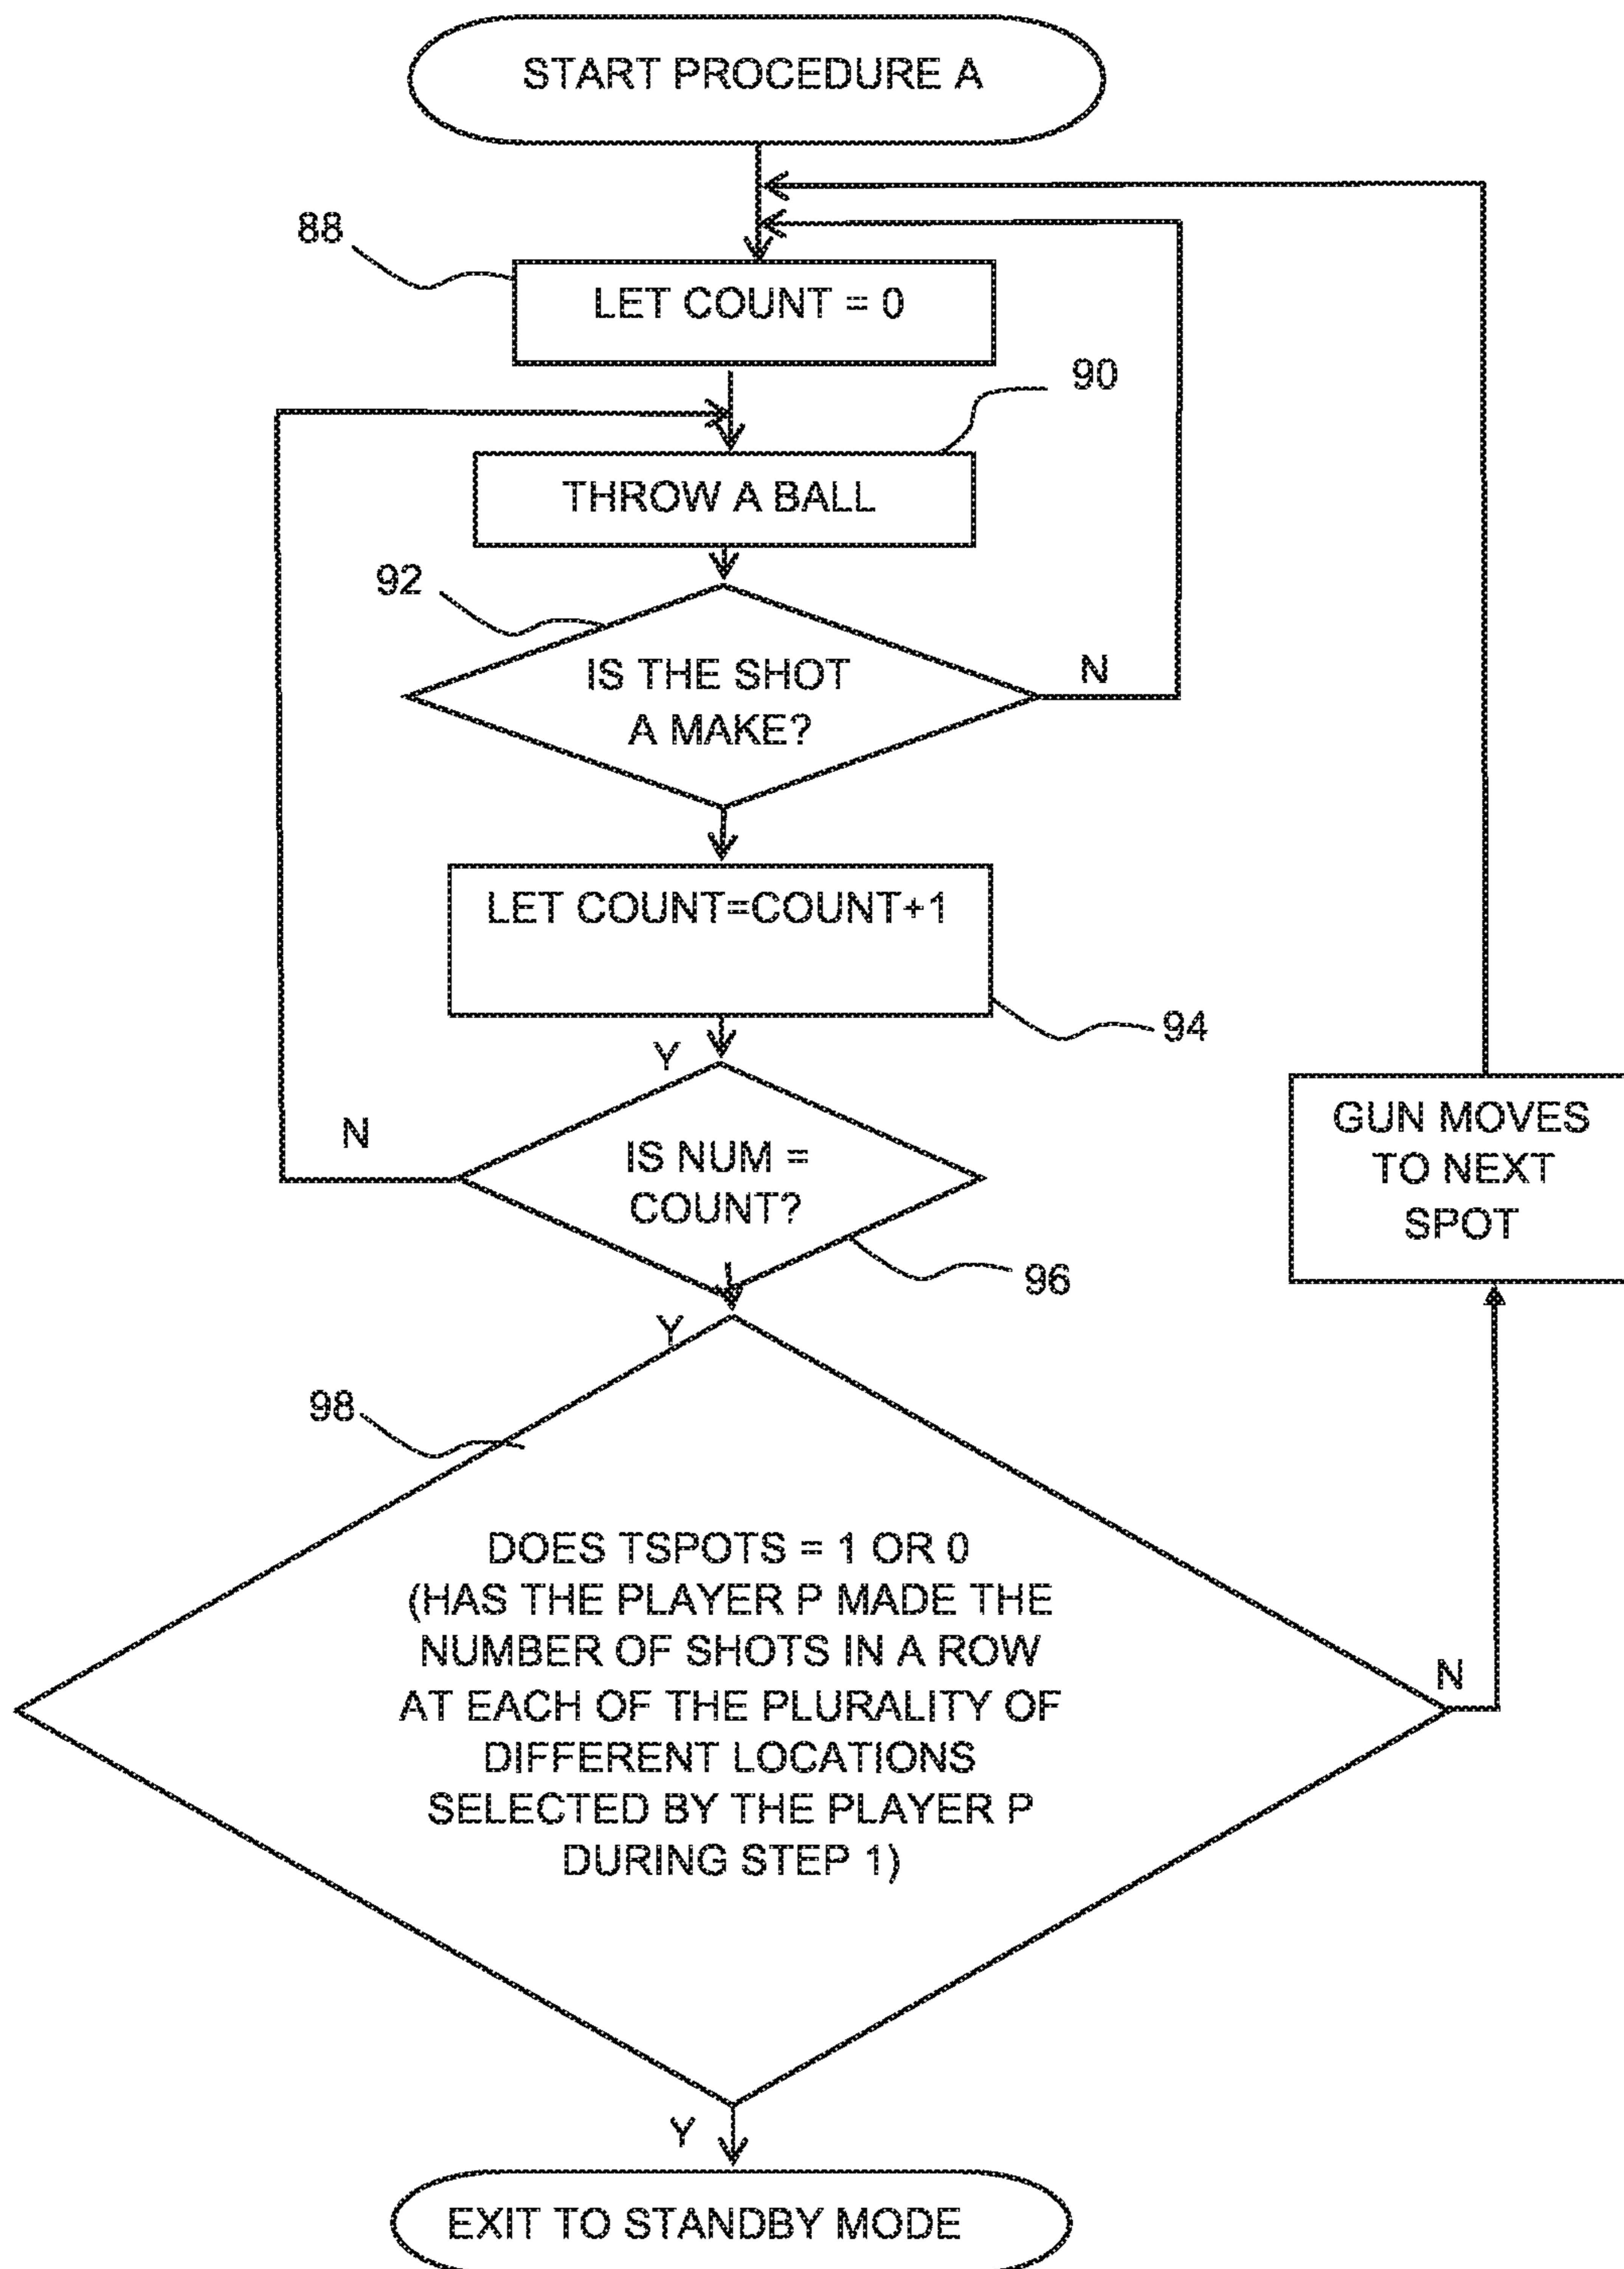 START PROCEDURE A
88
LET COUNT = 0
90
THROW A BALL
92
IS THE SHOT
A MAKE?
N
LET COUNT=COUNT+1
94
Y
N
IS NUM =
COUNT?
96
GUN MOVES
TO NEXT
SPOT
Y
98
DOES TSPOTS = 1 OR 0
(HAS THE PLAYER P MADE THE
NUMBER OF SHOTS IN A ROW
AT EACH OF THE PLURALITY OF
DIFFERENT LOCATIONS
SELECTED BY THE PLAYER P
DURING STEP 1)
N
Y
EXIT TO STANDBY MODE